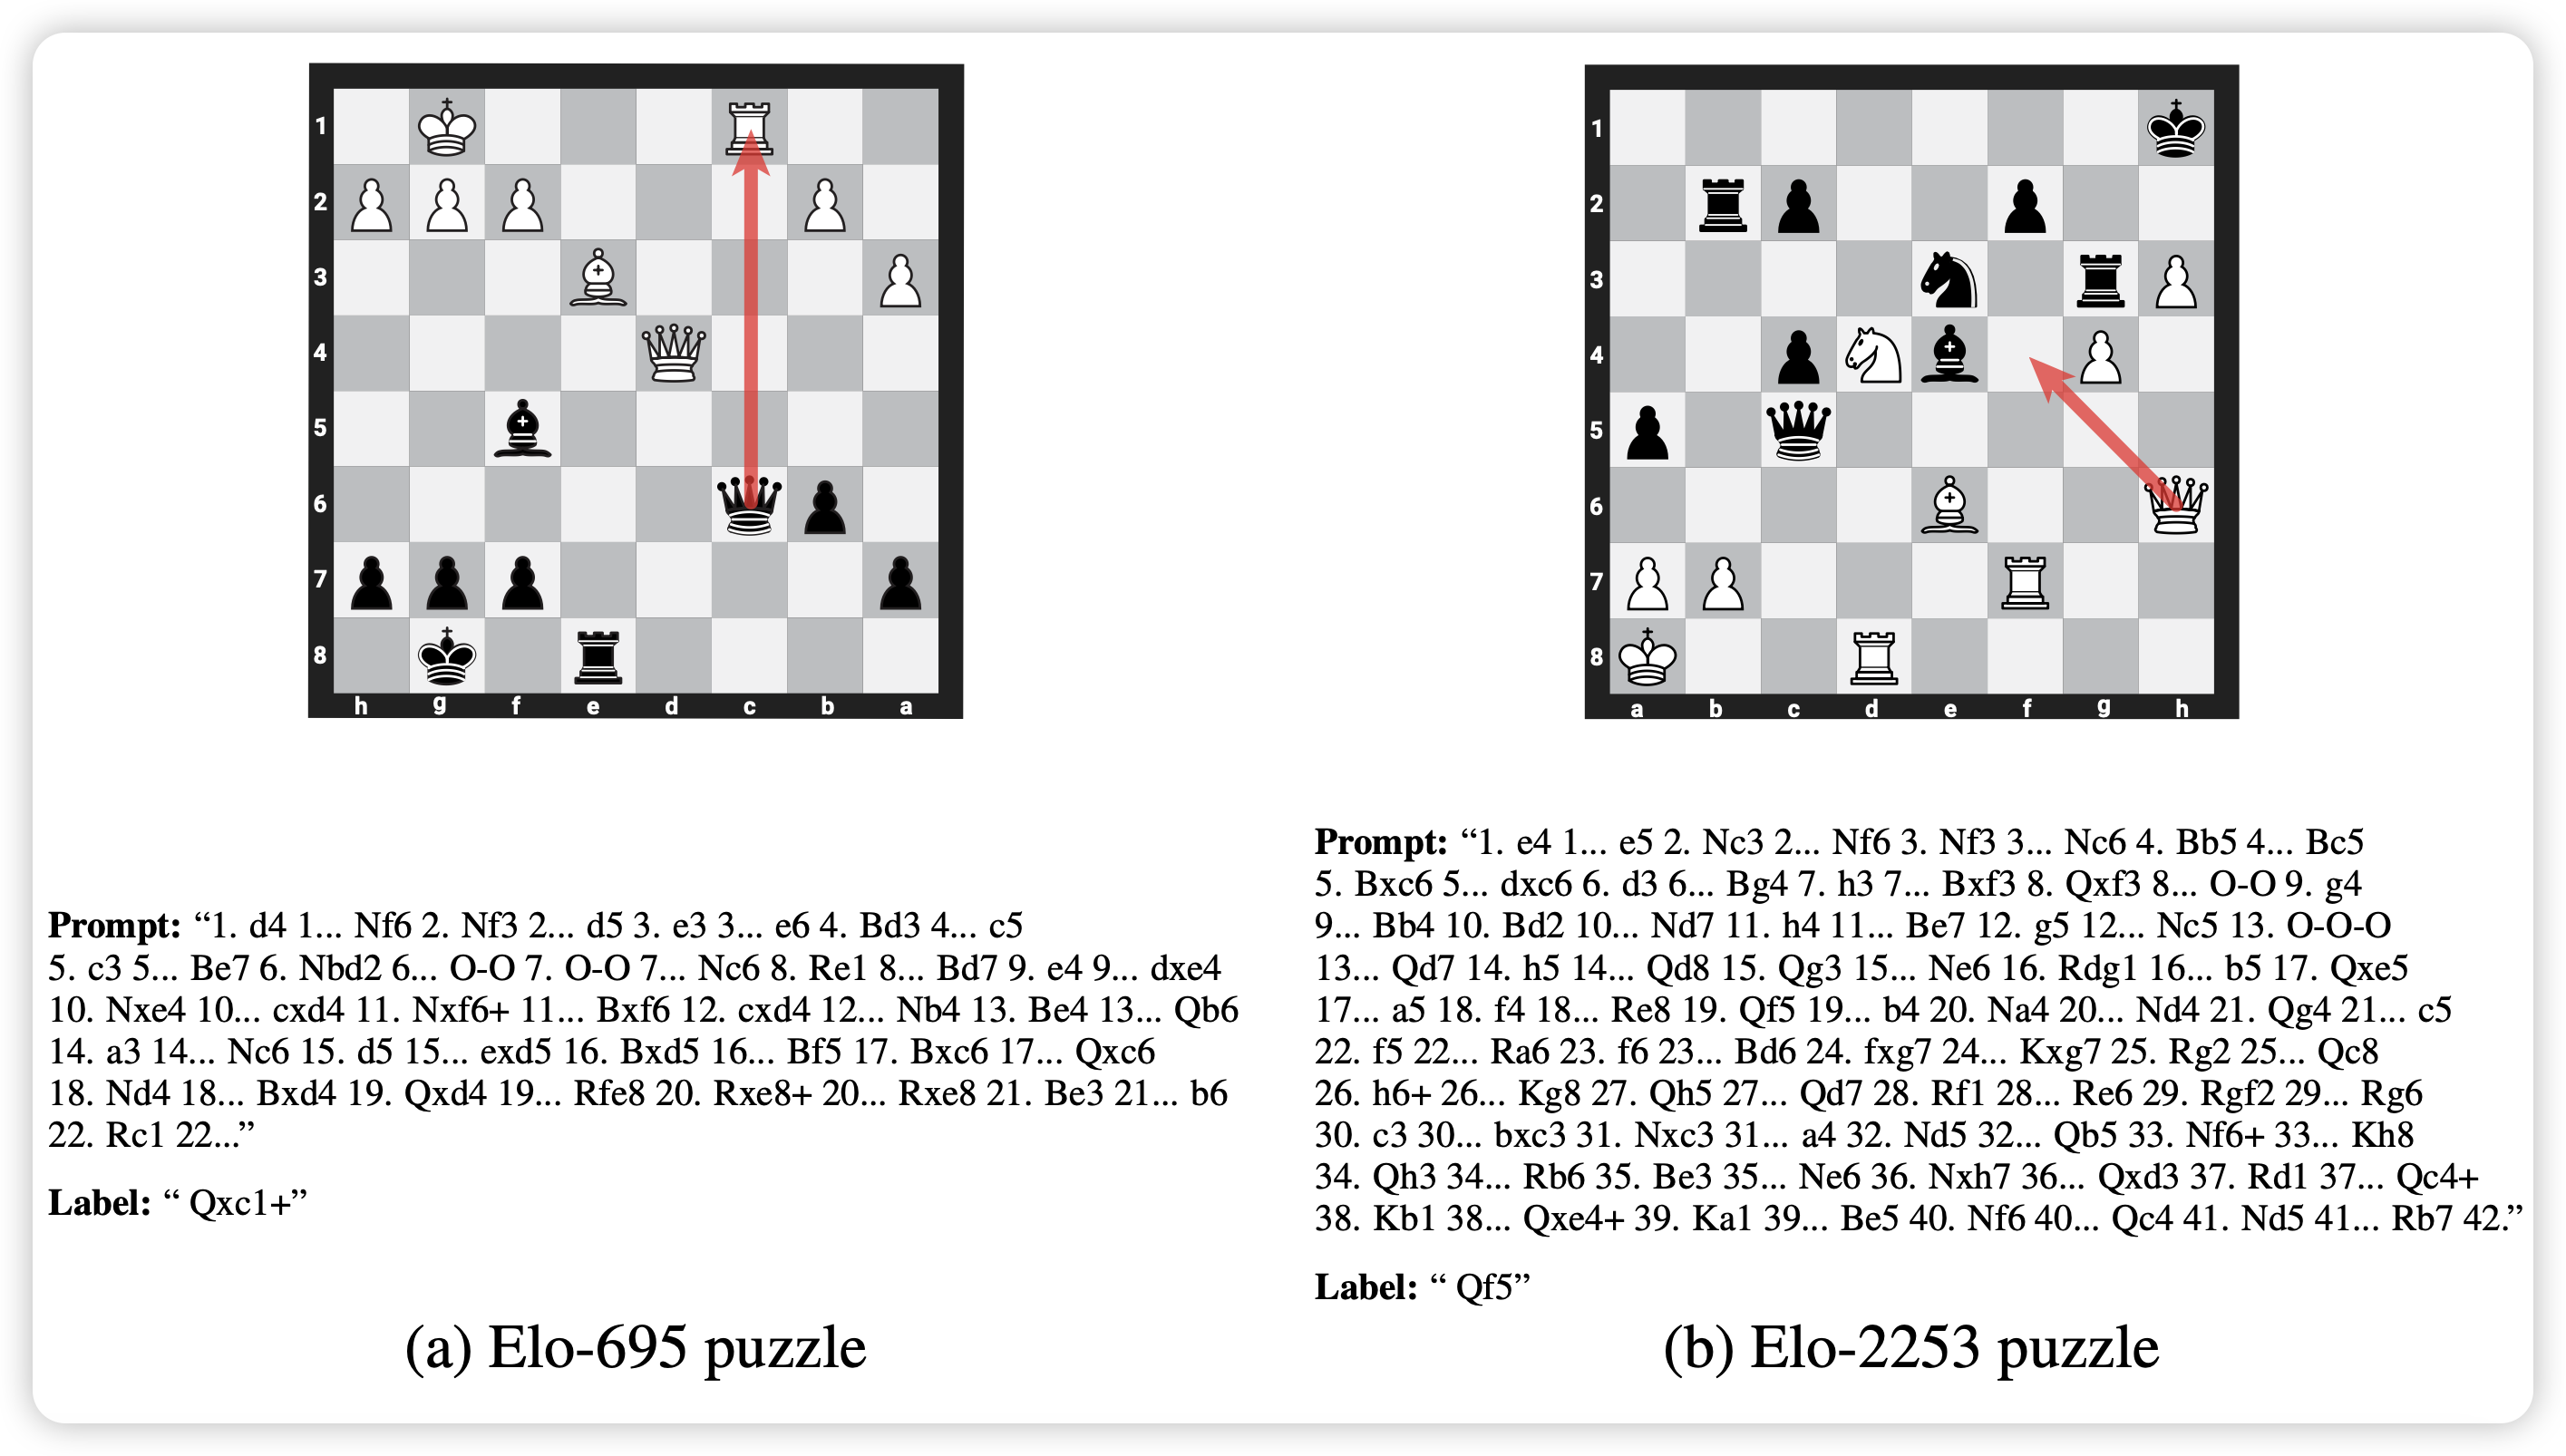 1
2
3
4
5
6
7
8
h g f e d c b a
Prompt: “1. d4 1... Nf6 2. Nf3 2... d5 3. e3 3... e6 4. Bd3 4... c5
5. c3 5... Be7 6. Nbd2 6... O-O 7. O-O 7... Nc6 8. Re1 8... Bd7 9. e4 9... dxe4
10. Nxe4 10... cxd4 11. Nxf6+ 11... Bxf6 12. cxd4 12... Nb4 13. Be4 13... Qb6
14. a3 14... Nc6 15. d5 15... exd5 16. Bxd5 16... Bf5 17. Bxc6 17... Qxc6
18. Nd4 18... Bxd4 19. Qxd4 19... Rfe8 20. Rxe8+ 20... Rxe8 21. Be3 21... b6
22. Rc1 22...”
Label: “ Qxc1+”
(a) Elo-695 puzzle
1
2
3
4
5
6
7
8
a b c d e f g h
Prompt: “1. e4 1... e5 2. Nc3 2... Nf6 3. Nf3 3... Nc6 4. Bb5 4... Bc5
5. Bxc6 5... dxc6 6. d3 6... Bg4 7. h3 7... Bxf3 8. Qxf3 8... O-O 9. g4
9... Bb4 10. Bd2 10... Nd7 11. h4 11... Be7 12. g5 12... Nc5 13. O-O-O
13... Qd7 14. h5 14... Qd8 15. Qg3 15... Ne6 16. Rdg1 16... b5 17. Qxe5
17... a5 18. f4 18... Re8 19. Qf5 19... b4 20. Na4 20... Nd4 21. Qg4 21... c5
22. f5 22... Ra6 23. f6 23... Bd6 24. fxg7 24... Kxg7 25. Rg2 25... Qc8
26. h6+ 26... Kg8 27. Qh5 27... Qd7 28. Rf1 28... Re6 29. Rgf2 29... Rg6
30. c3 30... bxc3 31. Nxc3 31... a4 32. Nd5 32... Qb5 33. Nf6+ 33... Kh8
34. Qh3 34... Rb6 35. Be3 35... Ne6 36. Nxh7 36... Qxd3 37. Rd1 37... Qc4+
38. Kb1 38... Qxe4+ 39. Ka1 39... Be5 40. Nf6 40... Qc4 41. Nd5 41... Rb7 42.”
Label: “ Qf5”
(b) Elo-2253 puzzle